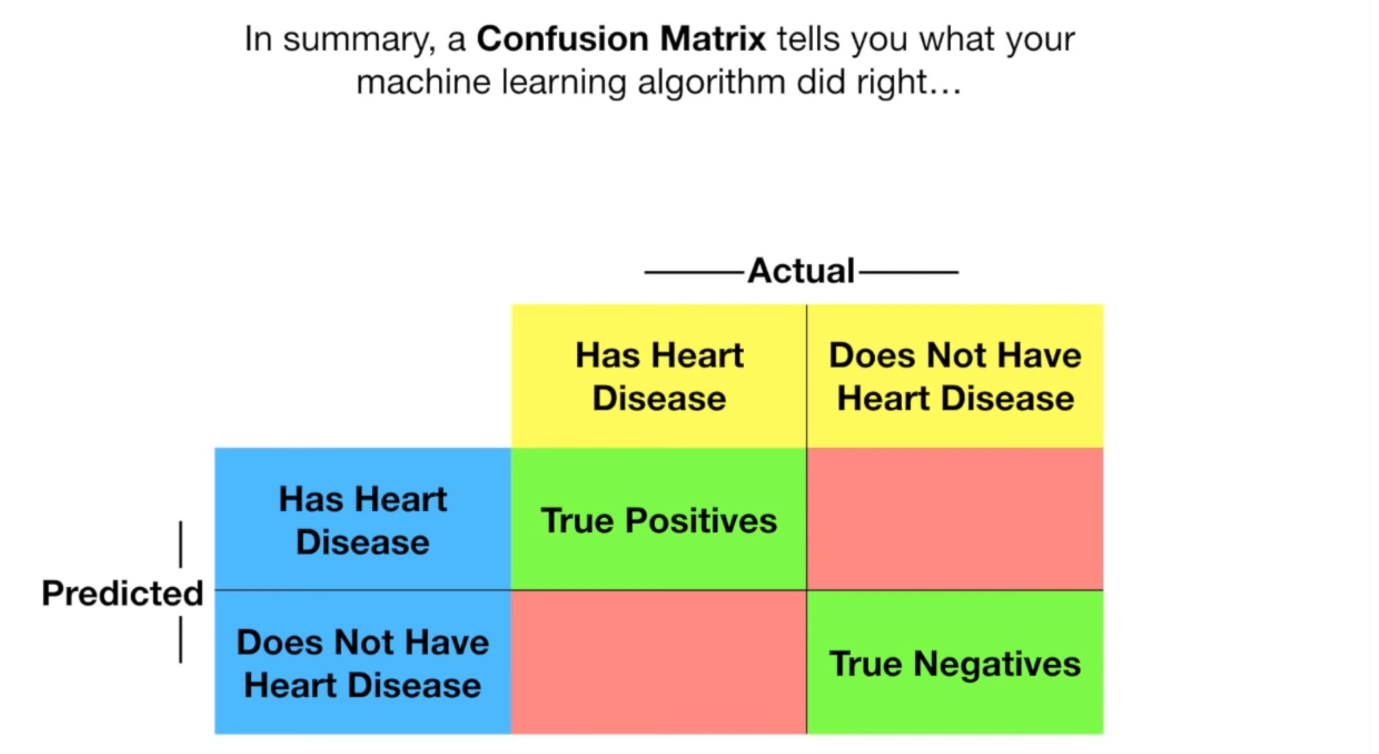 In summary, a Confusion Matrix tells you what your
machine learning algorithm did right...
Actual
Has Heart
Disease
Does Not Have
Heart Disease
Has Heart
Disease
True Positives
Predicted
Does Not Have
Heart Disease
True Negatives